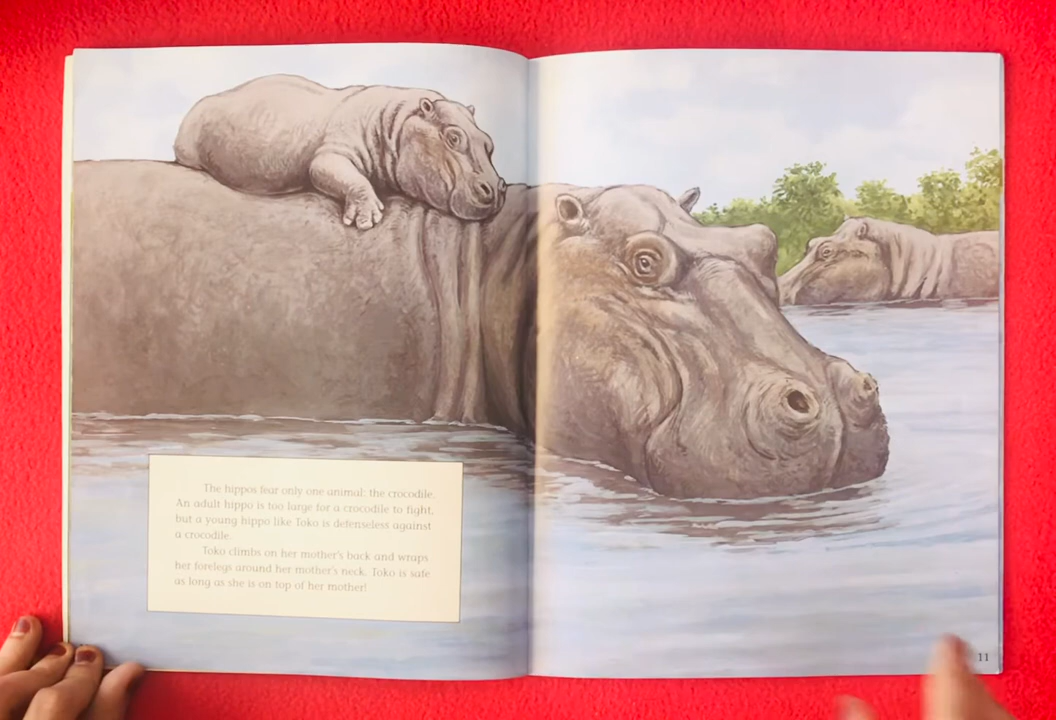 The hippos fear only one animal: the crocodile.
An adult hippo is too large for a crocodile to fight,
but a young hippo like Toko is defenseless against
a crocodile.
Toko climbs on her mother's back and wraps
her forelegs around her mother's neck. Toko is safe
as long as she is on top of her mother!
11